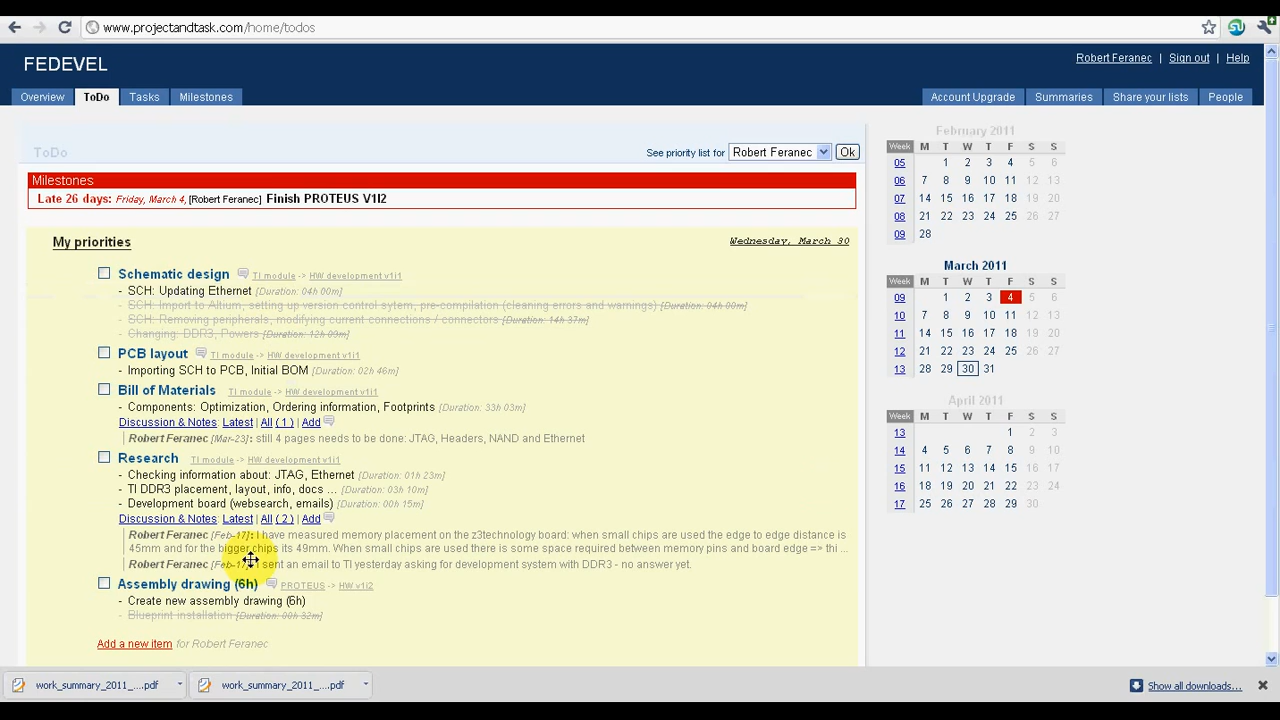 www.projectandtask.com/home/todos
FEDEVEL
Robert Feranec | Sign out | Help
Overview ToDo Tasks Milestones Account Upgrade Summaries Share your lists People
ToDo See priority list for Robert Feranec Ok
Milestones
Late 26 days: Friday, March 4, [Robert Feranec] Finish PROTEUS V1I2
My priorities Wednesday, March 30
Schematic design TI module -> HW development v1i1
- SCH: Updating Ethernet [Duration: 04h 00m]
- SCH: Import to Altium, setting up version control sytem, pre-compilation (cleaning errors and warnings) [Duration: 04h 00m]
- SCH: Removing peripherals, modifying current connections / connectors [Duration: 14h 37m]
- Changing: DDR3, Powers [Duration: 12h 09m]
PCB layout TI module -> HW development v1i1
- Importing SCH to PCB, Initial BOM [Duration: 02h 46m]
Bill of Materials TI module -> HW development v1i1
- Components: Optimization, Ordering information, Footprints [Duration: 33h 03m]
Discussion & Notes: Latest | All ( 1 ) | Add
Robert Feranec [Mar-23]: still 4 pages needs to be done: JTAG, Headers, NAND and Ethernet
Research TI module -> HW development v1i1
- Checking information about: JTAG, Ethernet [Duration: 01h 23m]
- TI DDR3 placement, layout, info, docs ... [Duration: 03h 10m]
- Development board (websearch, emails) [Duration: 00h 15m]
Discussion & Notes: Latest | All ( 2 ) | Add
Robert Feranec [Feb-17]: I have measured memory placement on the z3technology board: when small chips are used the edge to edge distance is
45mm and for the bigger chips its 49mm. When small chips are used there is some space required between memory pins and board edge => thi ...
Robert Feranec [Feb-17]: I sent an email to TI yesterday asking for development system with DDR3 - no answer yet.
Assembly drawing (6h) PROTEUS -> HW v1i2
- Create new assembly drawing (6h)
- Blueprint installation [Duration: 00h 32m]
Add a new item for Robert Feranec
February 2011
Week M T W T F S S
05 1 2 3 4 5 6
06 7 8 9 10 11 12 13
07 14 15 16 17 18 19 20
08 21 22 23 24 25 26 27
09 28
March 2011
Week M T W T F S S
09 1 2 3 4 5 6
10 7 8 9 10 11 12 13
11 14 15 16 17 18 19 20
12 21 22 23 24 25 26 27
13 28 29 30 31
April 2011
Week M T W T F S S
13 1 2 3
14 4 5 6 7 8 9 10
15 11 12 13 14 15 16 17
16 18 19 20 21 22 23 24
17 25 26 27 28 29 30
work_summary_2011_....pdf work_summary_2011_....pdf Show all downloads...